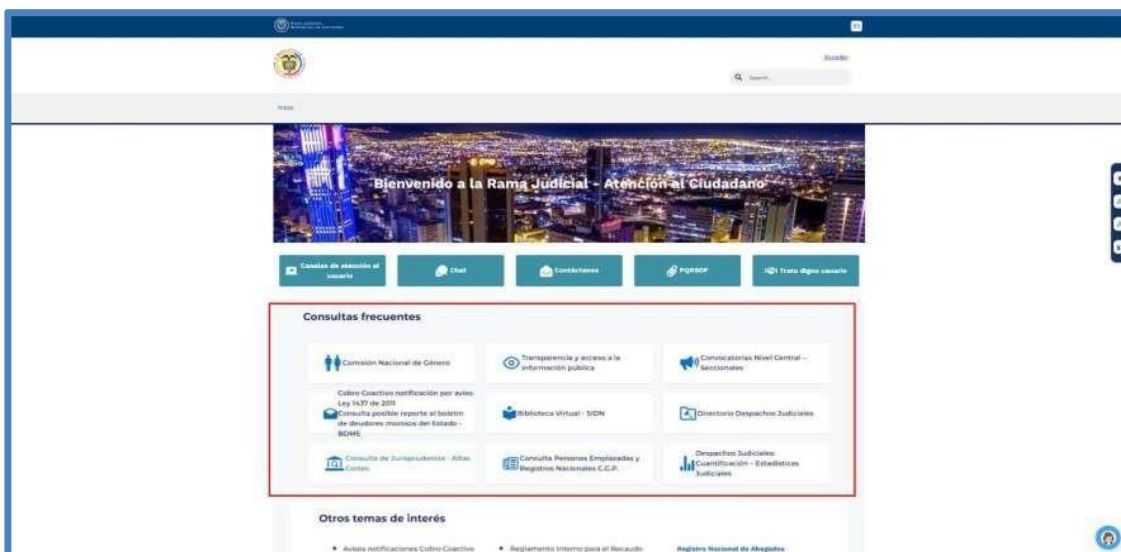 ES
Acceder
Search...
Inicio
Bienvenido a la Rama Judicial - Atención al Ciudadano
Canales de atención al
usuario
Chat
Contáctanos
PQRSDF
Trato digno usuario
Consultas frecuentes
Comisión Nacional de Género
Transparencia y acceso a la
información pública
Convocatorias Nivel Central –
Seccionales
Cobro Coactivo notificación por aviso
Ley 1437 de 2011
Consulta posible reporte al boletín
de deudores morosos del Estado -
BDME
Biblioteca Virtual - SIDN
Directorio Despachos Judiciales
Consulta de Jurisprudencia - Altas
Cortes
Consulta Personas Emplazadas y
Registros Nacionales C.G.P.
Despachos Judiciales:
Cuantificación – Estadísticas
Judiciales
Otros temas de interés
Avisos notificaciones Cobro Coactivo
Reglamento Interno para el Recaudo
Registro Nacional de Abogados